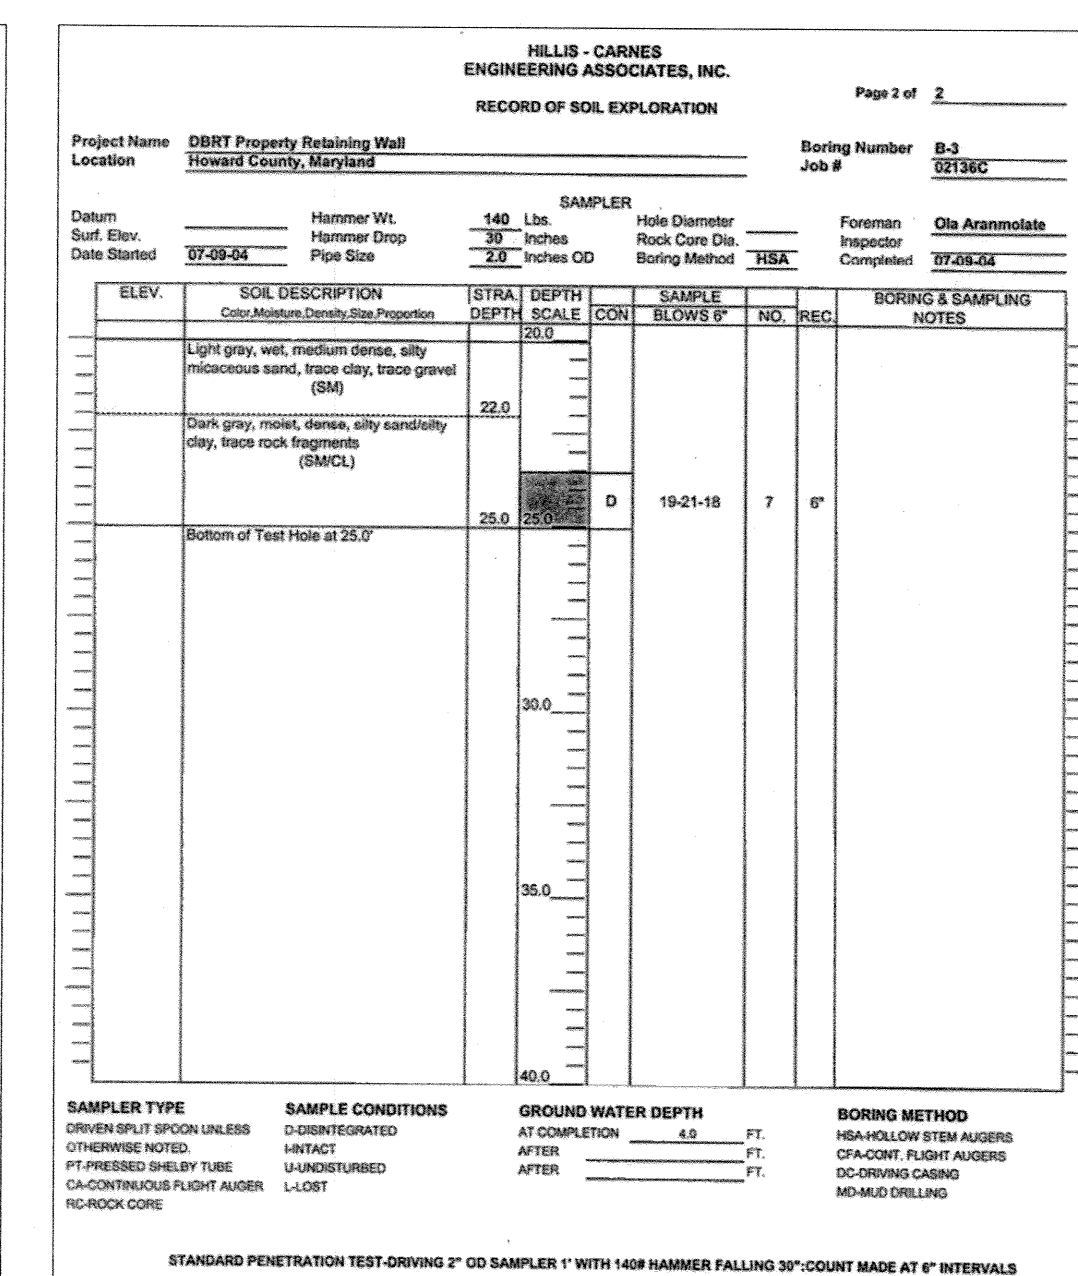 HILLIS - CARNES
ENGINEERING ASSOCIATES, INC.
Page 2 of 2
RECORD OF SOIL EXPLORATION
Project Name DBRT Property Retaining Wall Boring Number B-3
Location Howard County, Maryland Job # 02136C
SAMPLER
Datum Hammer Wt. 140 Lbs. Hole Diameter Foreman Ola Aranmolate
Surf. Elev. Hammer Drop 30 Inches Rock Core Dia. Inspector
Date Started 07-09-04 Pipe Size 2.0 Inches OD Boring Method HSA Completed 07-09-04
ELEV. SOIL DESCRIPTION STRA. DEPTH SAMPLE BORING & SAMPLING
Color,Moisture,Density,Size,Proportion DEPTH SCALE CON BLOWS 6" NO. REC. NOTES
20.0
Light gray, wet, medium dense, silty
micaceous sand, trace clay, trace gravel
(SM)
22.0
Dark gray, moist, dense, silty sand/silty
clay, trace rock fragments
(SM/CL)
D 19-21-18 7 6"
25.0 25.0
Bottom of Test Hole at 25.0'
30.0
35.0
40.0
SAMPLER TYPE SAMPLE CONDITIONS GROUND WATER DEPTH BORING METHOD
DRIVEN SPLIT SPOON UNLESS D-DISINTEGRATED AT COMPLETION 4.0 FT. HSA-HOLLOW STEM AUGERS
OTHERWISE NOTED. I-INTACT AFTER FT. CFA-CONT. FLIGHT AUGERS
PT-PRESSED SHELBY TUBE U-UNDISTURBED AFTER FT. DC-DRIVING CASING
CA-CONTINUOUS FLIGHT AUGER L-LOST MD-MUD DRILLING
RC-ROCK CORE
STANDARD PENETRATION TEST-DRIVING 2" OD SAMPLER 1' WITH 140# HAMMER FALLING 30":COUNT MADE AT 6" INTERVALS